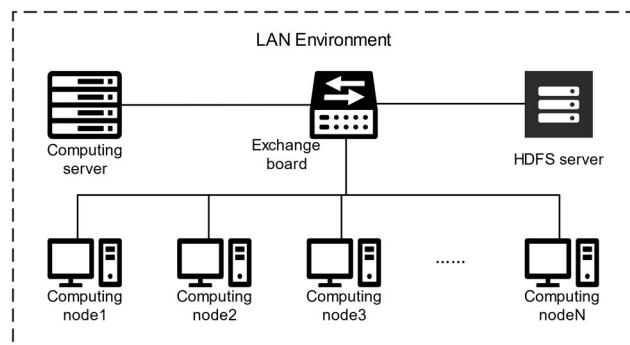 LAN Environment
Computing
server
Exchange
board
HDFS server
......
Computing
node1
Computing
node2
Computing
node3
Computing
nodeN